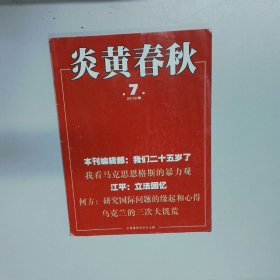 炎黄春秋
第7期
2016年
本刊编辑部：我们二十五岁了
我看马克思恩格斯的暴力观
江平：立法回忆
何方：研究国际问题的缘起和心得
乌克兰的三次大饥荒